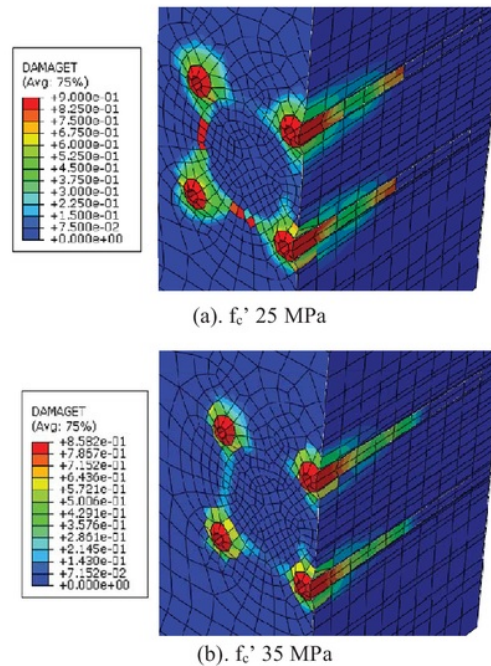 DAMAGET
(Avg: 75%)
+9.000e-01
+8.250e-01
+7.500e-01
+6.750e-01
+6.000e-01
+5.250e-01
+4.500e-01
+3.750e-01
+3.000e-01
+2.250e-01
+1.500e-01
+7.500e-02
+0.000e+00
(a). fc’ 25 MPa
DAMAGET
(Avg: 75%)
+8.582e-01
+7.867e-01
+7.152e-01
+6.436e-01
+5.721e-01
+5.006e-01
+4.291e-01
+3.576e-01
+2.861e-01
+2.145e-01
+1.430e-01
+7.152e-02
+0.000e+00
(b). fc’ 35 MPa